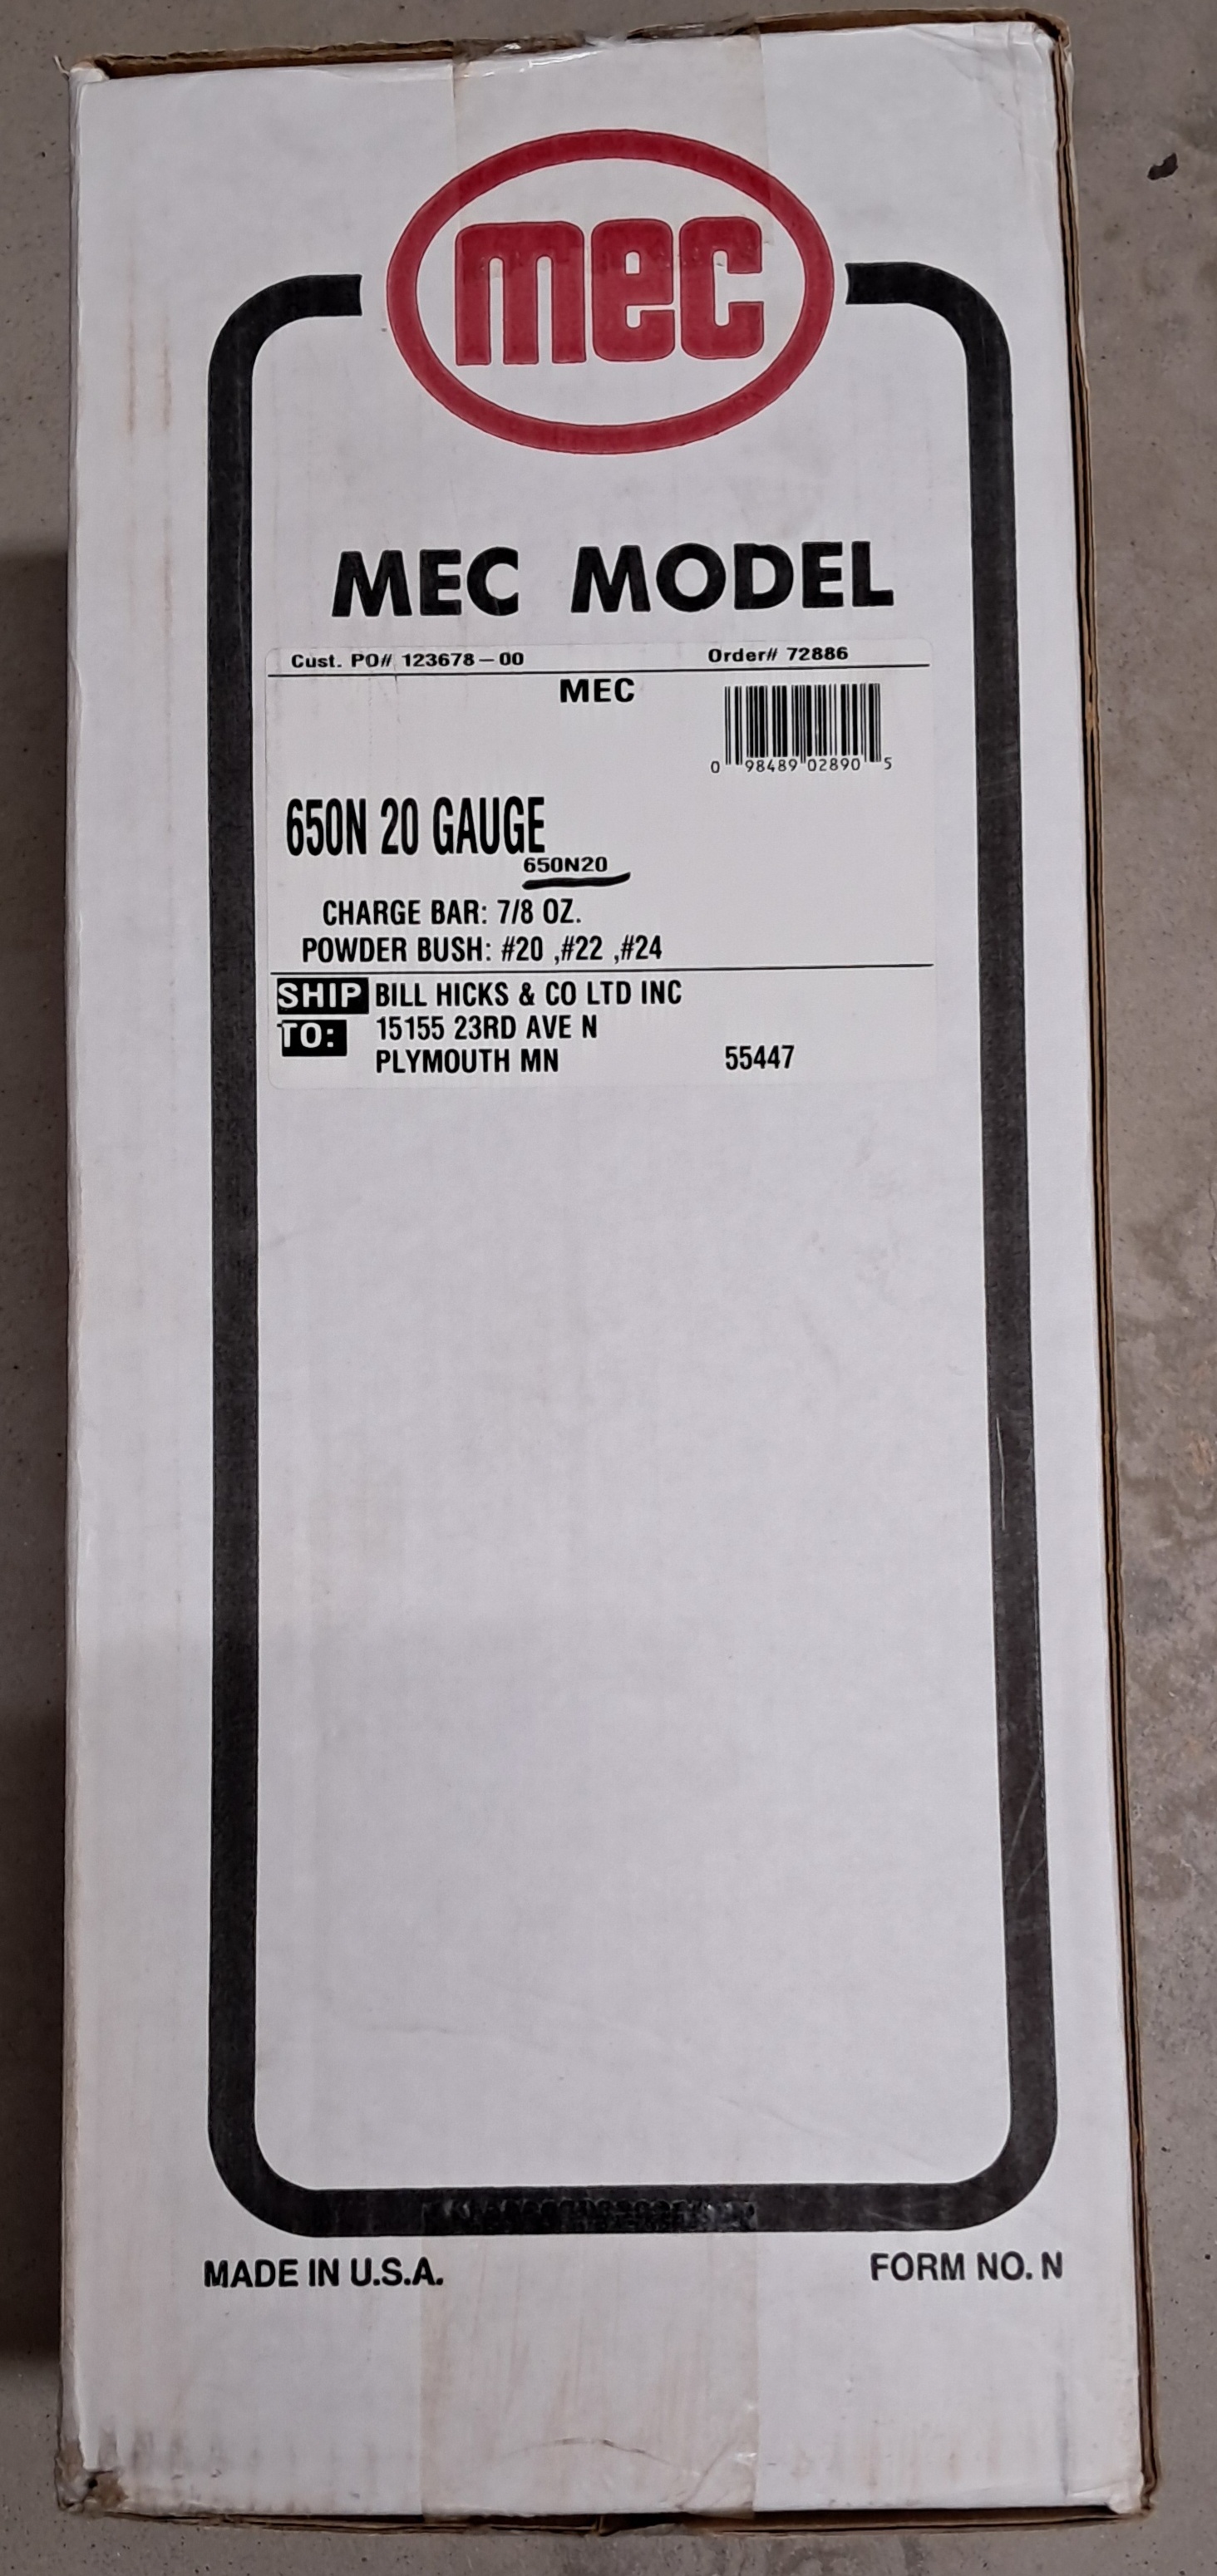 mec
MEC MODEL
Cust. PO# 123678-00 Order# 72886
MEC
0 98489 02890 5
650N 20 GAUGE
650N20
CHARGE BAR: 7/8 OZ.
POWDER BUSH: #20 ,#22 ,#24
SHIP TO: BILL HICKS & CO LTD INC
15155 23RD AVE N
PLYMOUTH MN 55447
MADE IN U.S.A. FORM NO. N